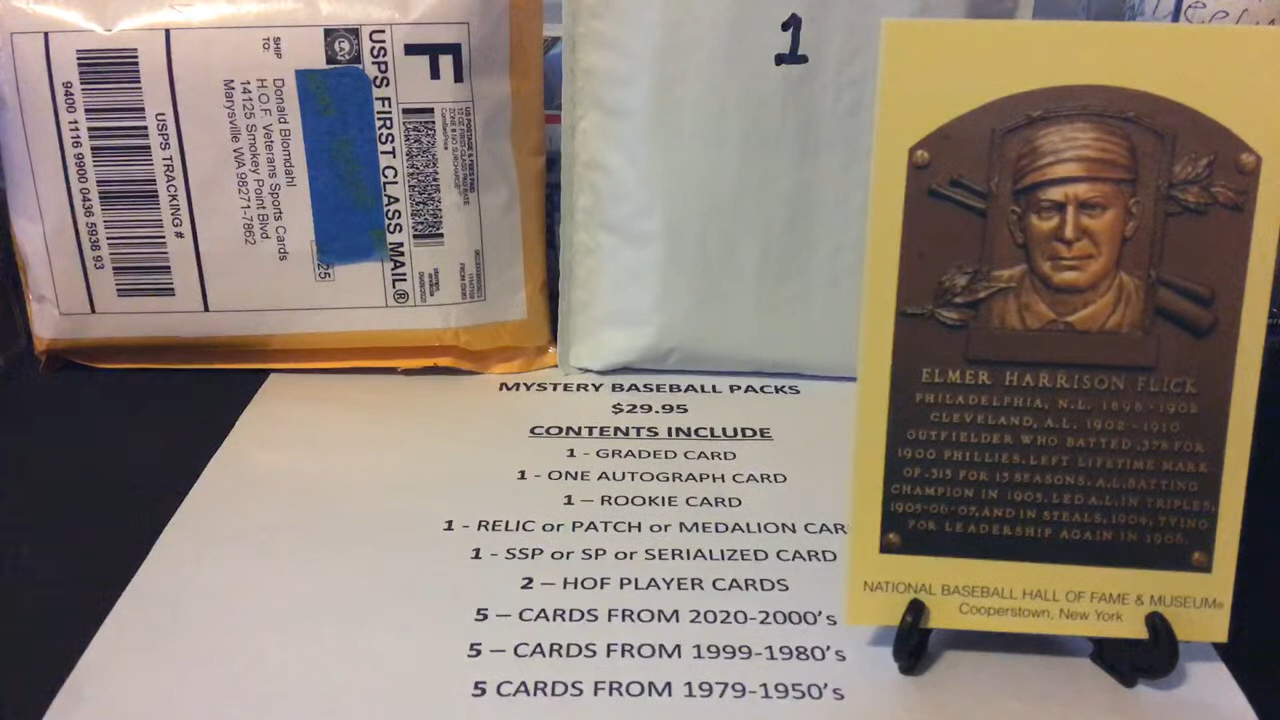 F
US POSTAGE & FEES PAID
USPS FIRST CLASS MAIL®
SHIP
TO:
Donald Blomdahl
H.O.F. Veterans Sports Cards
14125 Smokey Point Blvd.
Marysville WA 98271-7862
25
USPS TRACKING #
9400 1116 9900 0436 5938 93
1
MYSTERY BASEBALL PACKS
$29.95
CONTENTS INCLUDE
1 - GRADED CARD
1 - ONE AUTOGRAPH CARD
1 – ROOKIE CARD
1 - RELIC or PATCH or MEDALION CAR
1 - SSP or SP or SERIALIZED CARD
2 – HOF PLAYER CARDS
5 – CARDS FROM 2020-2000's
5 – CARDS FROM 1999-1980's
5 CARDS FROM 1979-1950's
ELMER HARRISON FLICK
PHILADELPHIA, N.L. 1898-1902
CLEVELAND, A.L. 1902-1910
OUTFIELDER WHO BATTED .378 FOR
1900 PHILLIES. LEFT LIFETIME MARK
OF .315 FOR 13 SEASONS. A.L. BATTING
CHAMPION IN 1905. LED A.L. IN TRIPLES,
1905-06-07, AND IN STEALS, 1904, TYING
FOR LEADERSHIP AGAIN IN 1906.
NATIONAL BASEBALL HALL OF FAME & MUSEUM®
Cooperstown, New York